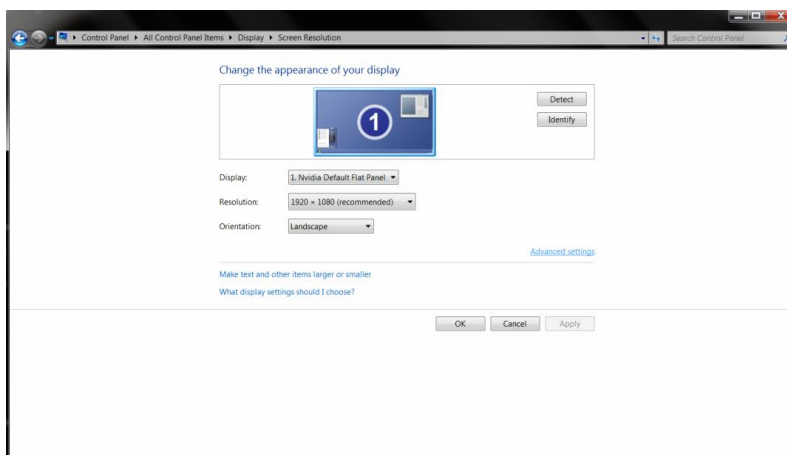 Control Panel ▸ All Control Panel Items ▸ Display ▸ Screen Resolution
Search Control Panel
Change the appearance of your display
1
Detect
Identify
Display: 1. Nvidia Default Flat Panel
Resolution: 1920 × 1080 (recommended)
Orientation: Landscape
Advanced settings
Make text and other items larger or smaller
What display settings should I choose?
OK Cancel Apply